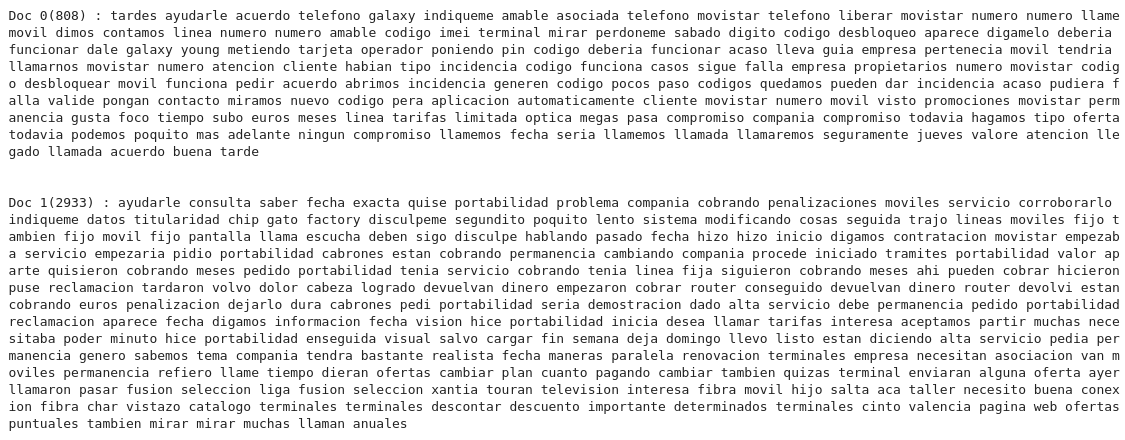 Doc 0(808) : tardes ayudarle acuerdo telefono galaxy indiqueme amable asociada telefono movistar telefono liberar movistar numero numero llame
movil dimos contamos linea numero numero amable codigo imei terminal mirar perdoneme sabado digito codigo desbloqueo aparece digamelo deberia
funcionar dale galaxy young metiendo tarjeta operador poniendo pin codigo deberia funcionar acaso lleva guia empresa pertenecia movil tendria
llamarnos movistar numero atencion cliente habian tipo incidencia codigo funciona casos sigue falla empresa propietarios numero movistar codig
o desbloquear movil funciona pedir acuerdo abrimos incidencia generen codigo pocos paso codigos quedamos pueden dar incidencia acaso pudiera f
alla valide pongan contacto miramos nuevo codigo pera aplicacion automaticamente cliente movistar numero movil visto promociones movistar perm
anencia gusta foco tiempo subo euros meses linea tarifas limitada optica megas pasa compromiso compania compromiso todavia hagamos tipo oferta
todavia podemos poquito mas adelante ningun compromiso llamemos fecha seria llamemos llamada llamaremos seguramente jueves valore atencion lle
gado llamada acuerdo buena tarde
Doc 1(2933) : ayudarle consulta saber fecha exacta quise portabilidad problema compania cobrando penalizaciones moviles servicio corroborarlo
indiqueme datos titularidad chip gato factory disculpeme segundito poquito lento sistema modificando cosas seguida trajo lineas moviles fijo t
ambien fijo movil fijo pantalla llama escucha deben sigo disculpe hablando pasado fecha hizo hizo inicio digamos contratacion movistar empezab
a servicio empezaria pidio portabilidad cabrones estan cobrando permanencia cambiando compania procede iniciado tramites portabilidad valor ap
arte quisieron cobrando meses pedido portabilidad tenia servicio cobrando tenia linea fija siguieron cobrando meses ahi pueden cobrar hicieron
puse reclamacion tardaron volvo dolor cabeza logrado devuelvan dinero empezaron cobrar router conseguido devuelvan dinero router devolvi estan
cobrando euros penalizacion dejarlo dura cabrones pedi portabilidad seria demostracion dado alta servicio debe permanencia pedido portabilidad
reclamacion aparece fecha digamos informacion fecha vision hice portabilidad inicia desea llamar tarifas interesa aceptamos partir muchas nece
sitaba poder minuto hice portabilidad enseguida visual salvo cargar fin semana deja domingo llevo listo estan diciendo alta servicio pedia per
manencia genero sabemos tema compania tendra bastante realista fecha maneras paralela renovacion terminales empresa necesitan asociacion van m
oviles permanencia refiero llame tiempo dieran ofertas cambiar plan cuanto pagando cambiar tambien quizas terminal enviaran alguna oferta ayer
llamaron pasar fusion seleccion liga fusion seleccion xantia touran television interesa fibra movil hijo salta aca taller necesito buena conex
ion fibra char vistazo catalogo terminales terminales descontar descuento importante determinados terminales cinto valencia pagina web ofertas
puntuales tambien mirar mirar muchas llaman anuales